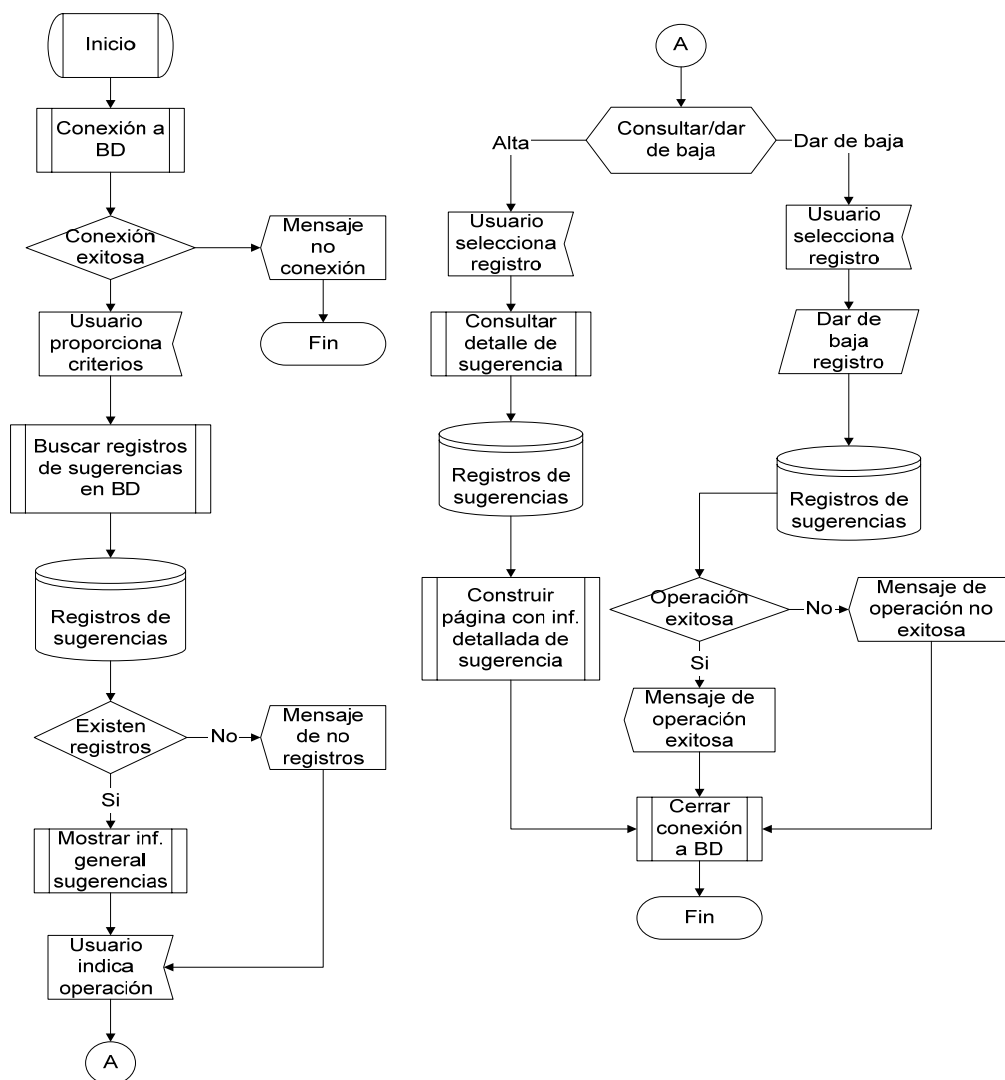 Inicio
Conexión a
BD
Conexión
exitosa
Mensaje
no
conexión
Fin
Usuario
proporciona
criterios
Buscar registros
de sugerencias
en BD
Registros de
sugerencias
Existen
registros
No
Mensaje
de no
registros
Si
Mostrar inf.
general
sugerencias
Usuario
indica
operación
A
A
Consultar/dar
de baja
Alta
Dar de baja
Usuario
selecciona
registro
Consultar
detalle de
sugerencia
Registros de
sugerencias
Construir
página con inf.
detallada de
sugerencia
Usuario
selecciona
registro
Dar de
baja
registro
Registros de
sugerencias
Operación
exitosa
No
Mensaje de
operación no
exitosa
Si
Mensaje de
operación
exitosa
Cerrar
conexión
a BD
Fin